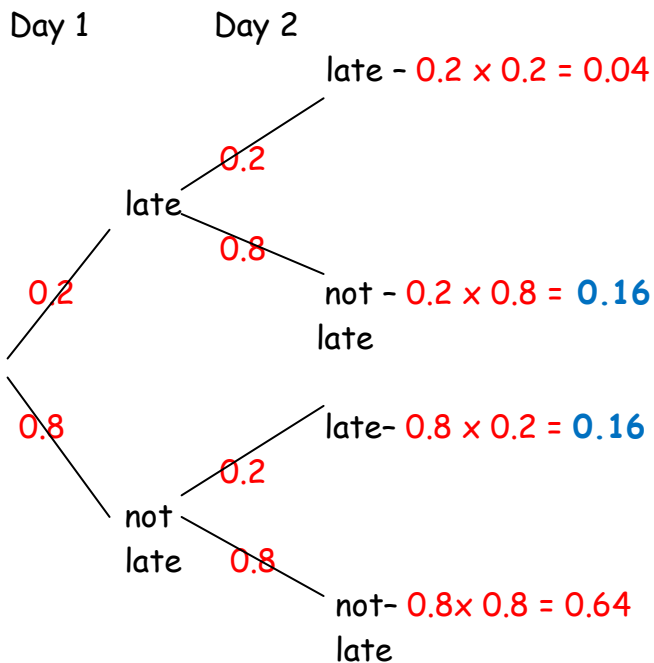 Day 1 Day 2
late – 0.2 x 0.2 = 0.04
0.2
late
0.8
0.2
not – 0.2 x 0.8 = 0.16
late
0.8
late– 0.8 x 0.2 = 0.16
0.2
not
late
0.8
not– 0.8x 0.8 = 0.64
late